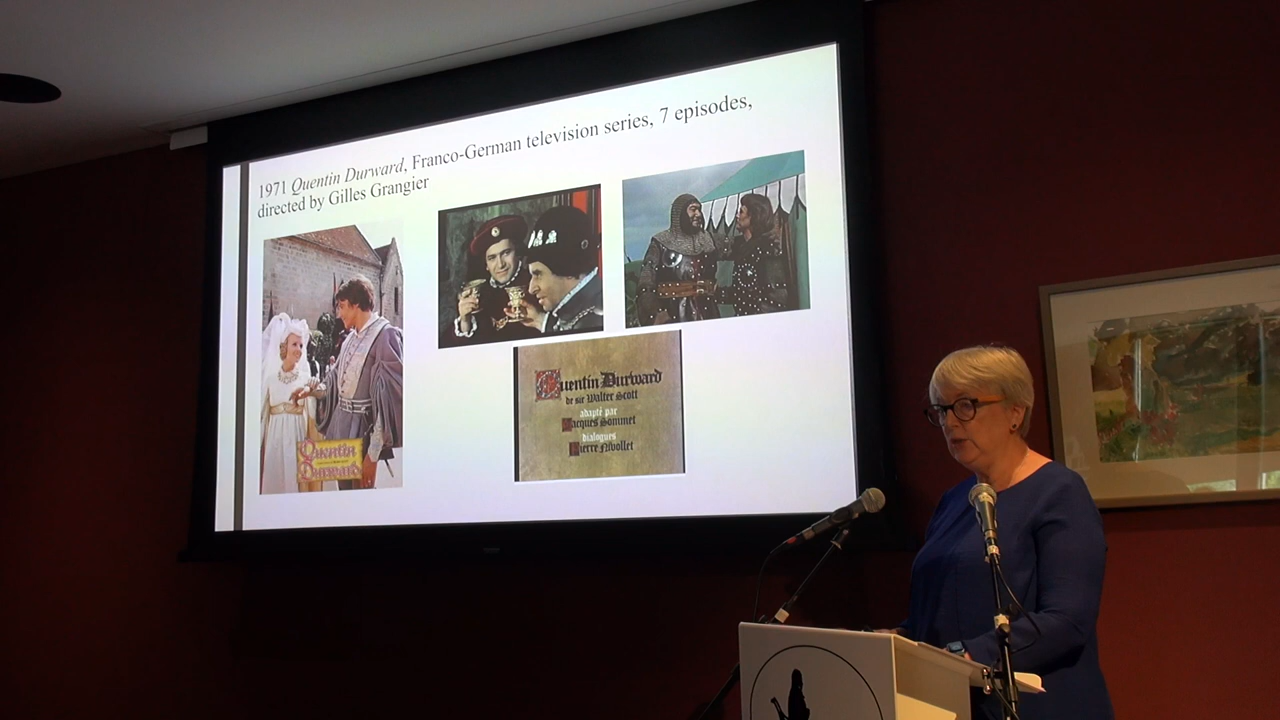 1971 Quentin Durward, Franco-German television series, 7 episodes,
directed by Gilles Grangier
Quentin
Durward
Quentin Durward
de sir Walter Scott
adapté par
Jacques Sommet
dialogues
Pierre Nivollet